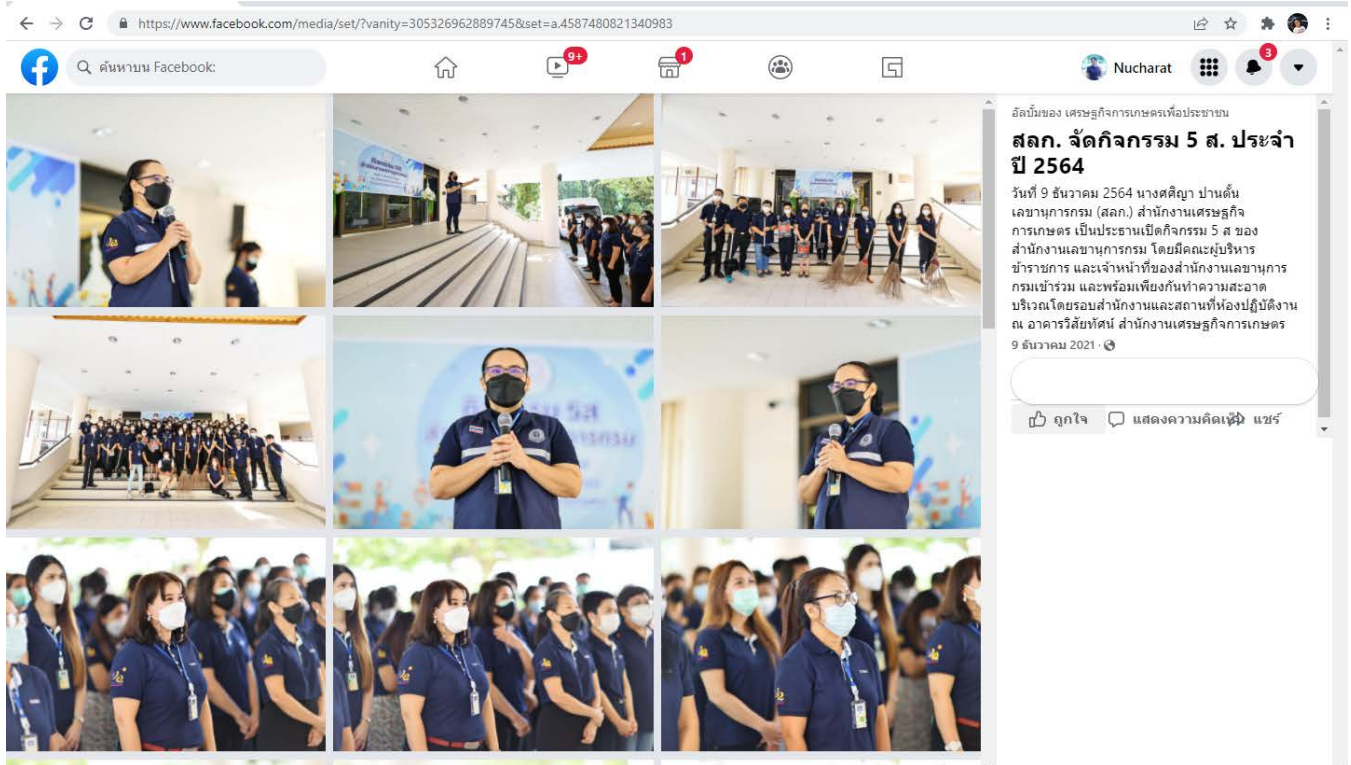 https://www.facebook.com/media/set/?vanity=305326962889745&set=a.4587480821340983
ค้นหาบน Facebook:
9+
1
Nucharat
3
อัลบั้มของ เศรษฐกิจการเกษตรเพื่อประชาชน
สลก. จัดกิจกรรม 5 ส. ประจำ
ปี 2564
วันที่ 9 ธันวาคม 2564 นางศศิญา ปานตั้น
เลขานุการกรม (สลก.) สำนักงานเศรษฐกิจ
การเกษตร เป็นประธานเปิดกิจกรรม 5 ส ของ
สำนักงานเลขานุการกรม โดยมีคณะผู้บริหาร
ข้าราชการ และเจ้าหน้าที่ของสำนักงานเลขานุการ
กรมเข้าร่วม และพร้อมเพียงกันทำความสะอาด
บริเวณโดยรอบสำนักงานและสถานที่ห้องปฏิบัติงาน
ณ อาคารวิสัยทัศน์ สำนักงานเศรษฐกิจการเกษตร
9 ธันวาคม 2021 ·
ถูกใจ
แสดงความคิดเห็น
แชร์